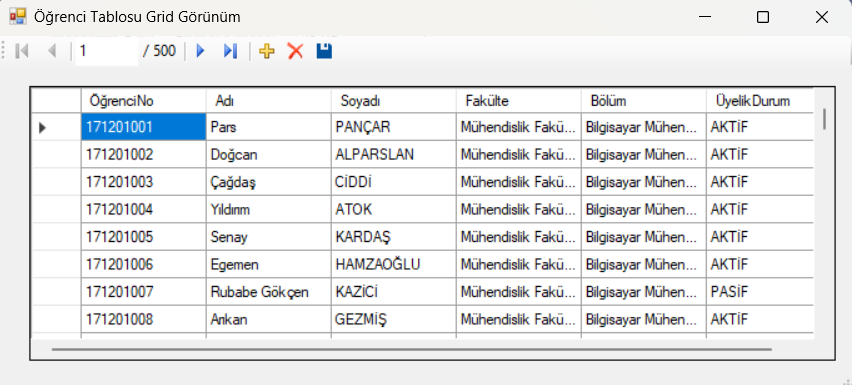 Öğrenci Tablosu Grid Görünüm
1 / 500
ÖğrenciNo Adı Soyadı Fakülte Bölüm ÜyelikDurum
171201001 Pars PANÇAR Mühendislik Fakü... Bilgisayar Mühen... AKTİF
171201002 Doğcan ALPARSLAN Mühendislik Fakü... Bilgisayar Mühen... AKTİF
171201003 Çağdaş CİDDİ Mühendislik Fakü... Bilgisayar Mühen... AKTİF
171201004 Yıldırım ATOK Mühendislik Fakü... Bilgisayar Mühen... AKTİF
171201005 Senay KARDAŞ Mühendislik Fakü... Bilgisayar Mühen... AKTİF
171201006 Egemen HAMZAOĞLU Mühendislik Fakü... Bilgisayar Mühen... AKTİF
171201007 Rubabe Gökçen KAZİCİ Mühendislik Fakü... Bilgisayar Mühen... PASİF
171201008 Arıkan GEZMİŞ Mühendislik Fakü... Bilgisayar Mühen... AKTİF